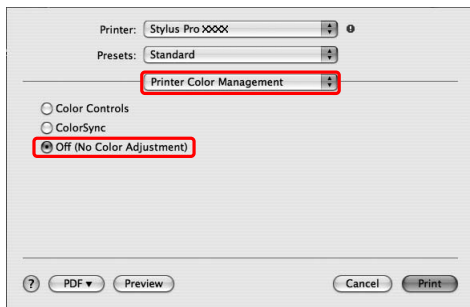 Printer: Stylus Pro XXXX
Presets: Standard
Printer Color Management
Color Controls
ColorSync
Off (No Color Adjustment)
? PDF ▼ Preview Cancel Print